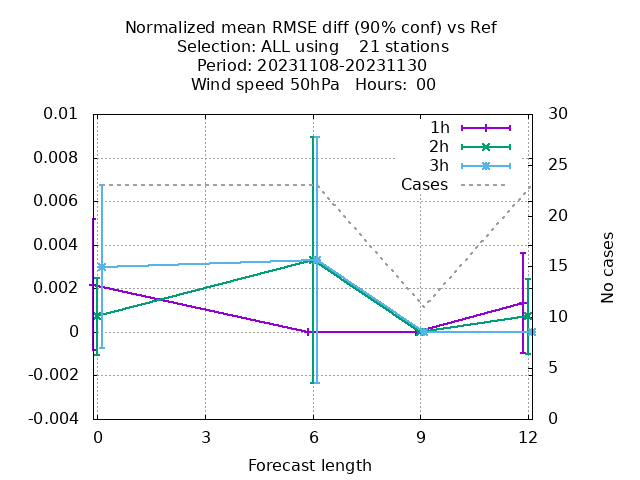 Normalized mean RMSE diff (90% conf) vs Ref
Selection: ALL using    21 stations
Period: 20231108-20231130
Wind speed 50hPa   Hours:  00
0.01
0.008
0.006
0.004
0.002
0
-0.002
-0.004
30
25
20
15
10
5
0
1h
2h
3h
Cases
No cases
0 3 6 9 12
Forecast length